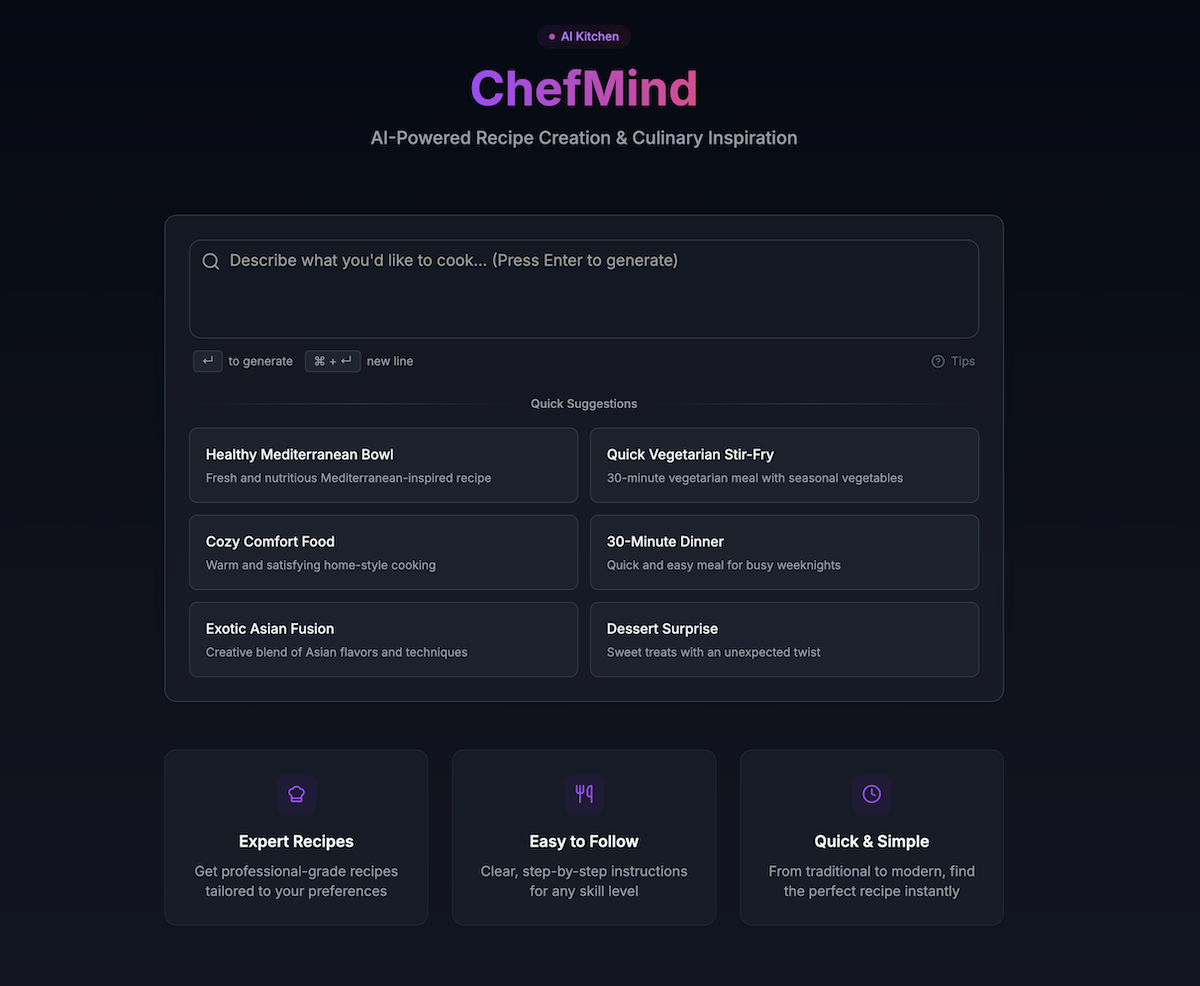 AI Kitchen
ChefMind
AI-Powered Recipe Creation & Culinary Inspiration
Describe what you'd like to cook... (Press Enter to generate)
↵ to generate ⌘ + ↵ new line
? Tips
Quick Suggestions
Healthy Mediterranean Bowl
Fresh and nutritious Mediterranean-inspired recipe
Quick Vegetarian Stir-Fry
30-minute vegetarian meal with seasonal vegetables
Cozy Comfort Food
Warm and satisfying home-style cooking
30-Minute Dinner
Quick and easy meal for busy weeknights
Exotic Asian Fusion
Creative blend of Asian flavors and techniques
Dessert Surprise
Sweet treats with an unexpected twist
Expert Recipes
Get professional-grade recipes
tailored to your preferences
Easy to Follow
Clear, step-by-step instructions
for any skill level
Quick & Simple
From traditional to modern, find
the perfect recipe instantly